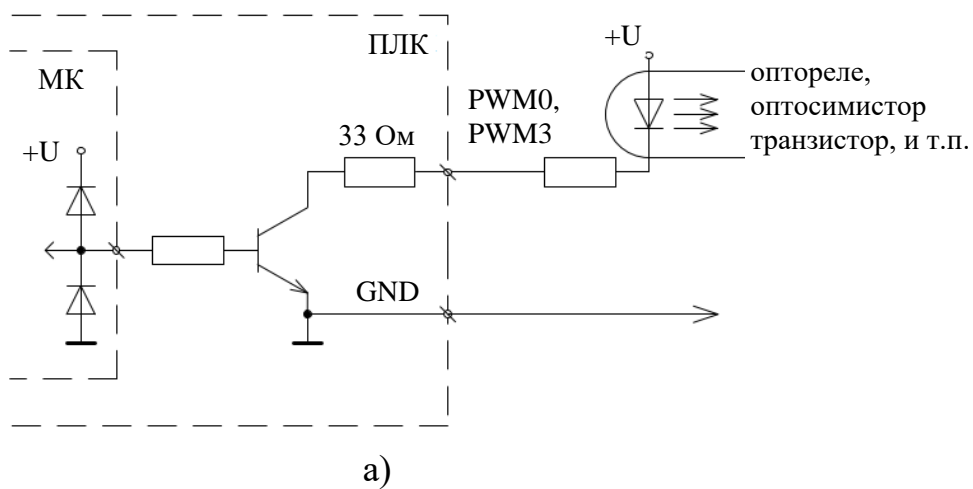 ПЛК
МК
+U
33 Ом
PWM0,
PWM3
+U
оптореле,
оптосимистор
транзистор, и т.п.
GND
а)